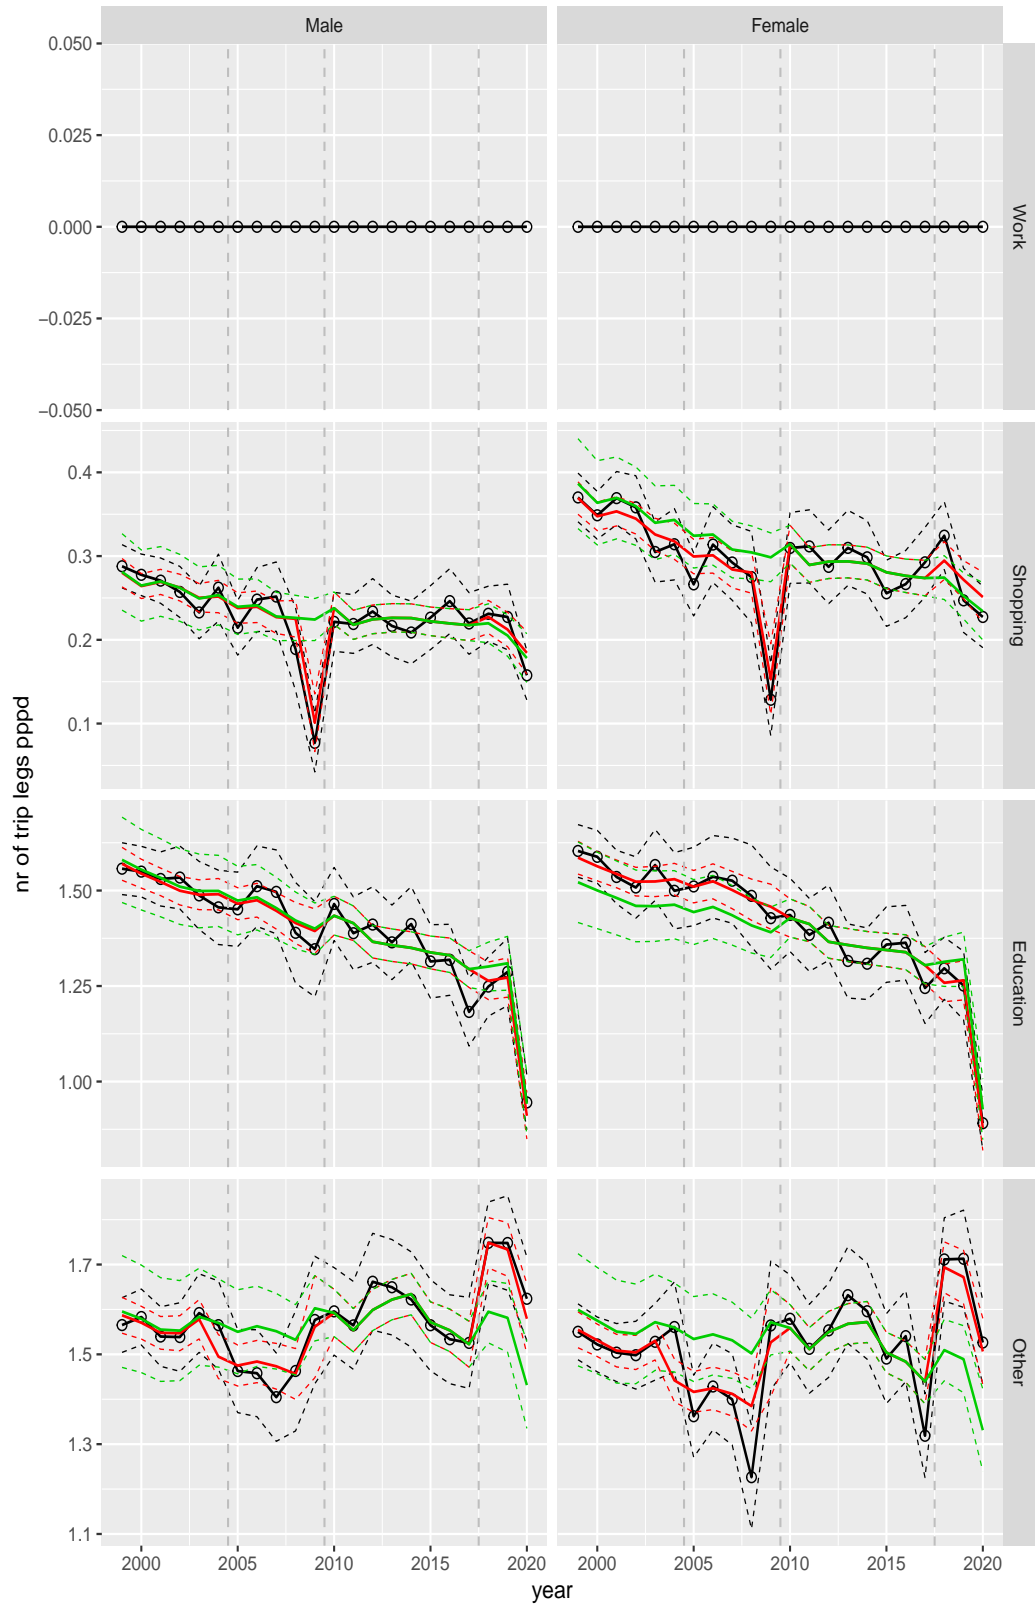 Male Female
0.050
0.025
0.000
−0.025
−0.050
Work
0.4
0.3
0.2
0.1
Shopping
nr of trip legs pppd
1.50
1.25
1.00
Education
1.7
1.5
1.3
1.1
Other
2000 2005 2010 2015 2020 2000 2005 2010 2015 2020
year